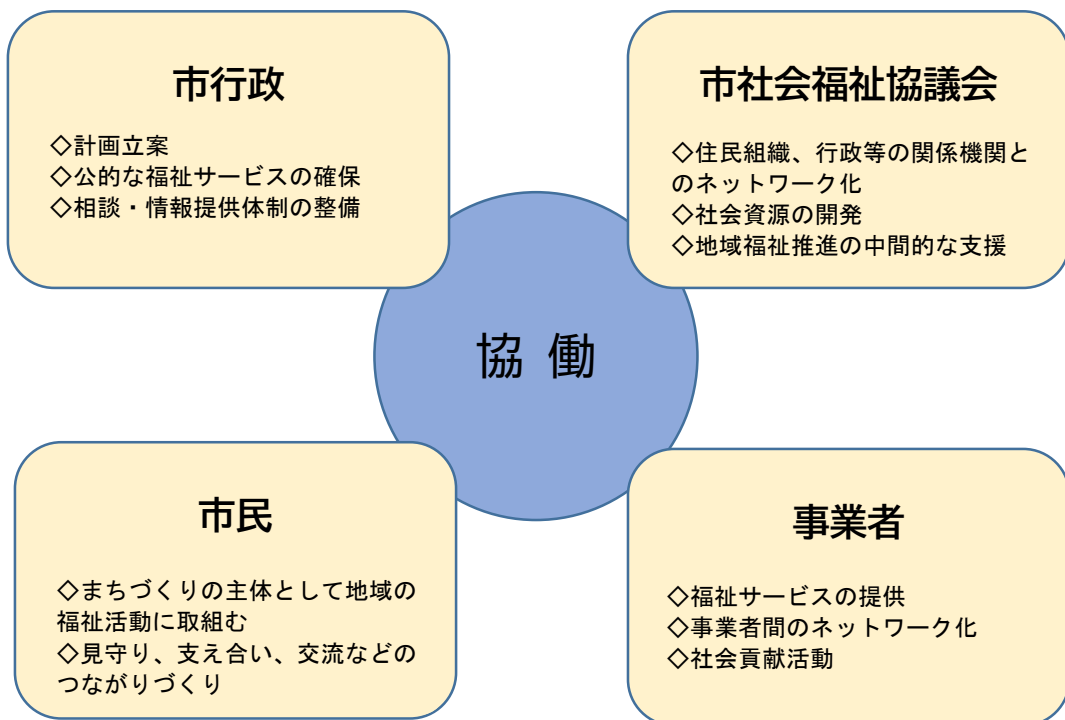 市行政
◇計画立案
◇公的な福祉サービスの確保
◇相談・情報提供体制の整備
市社会福祉協議会
◇住民組織、行政等の関係機関と
のネットワーク化
◇社会資源の開発
◇地域福祉推進の中間的な支援
協 働
市民
◇まちづくりの主体として地域の
福祉活動に取組む
◇見守り、支え合い、交流などの
つながりづくり
事業者
◇福祉サービスの提供
◇事業者間のネットワーク化
◇社会貢献活動